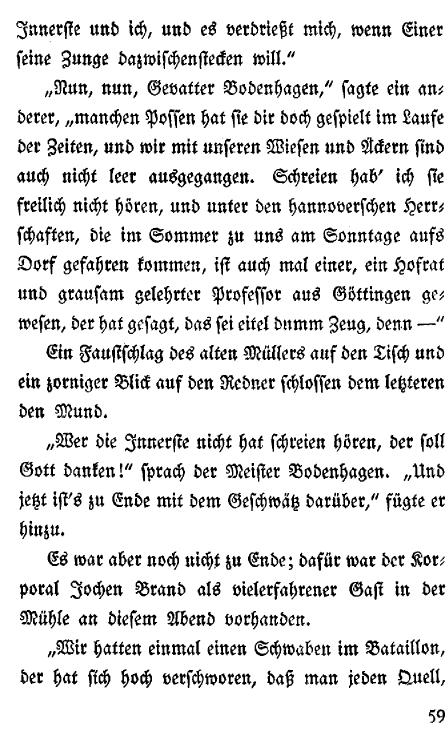 Innerste und ich, und es verdrießt mich, wenn Einer
seine Zunge dazwischenstecken will.“
„Nun, nun, Gevatter Bodenhagen,“ sagte ein an-
derer, „manchen Possen hat sie dir doch gespielt im Laufe
der Zeiten, und wir mit unseren Wiesen und Äckern sind
auch nicht leer ausgegangen. Schreien hab' ich sie
freilich nicht hören, und unter den hannoverschen Herr-
schaften, die im Sommer zu uns am Sonntage aufs
Dorf gefahren kommen, ist auch mal einer, ein Hofrat
und grausam gelehrter Professor aus Göttingen ge-
wesen, der hat gesagt, das sei eitel dumm Zeug, denn —“
Ein Faustschlag des alten Müllers auf den Tisch und
ein zorniger Blick auf den Redner schlossen dem letzteren
den Mund.
„Wer die Innerste nicht hat schreien hören, der soll
Gott danken!“ sprach der Meister Bodenhagen. „Und
jetzt ist's zu Ende mit dem Geschwätz darüber,“ fügte er
hinzu.
Es war aber noch nicht zu Ende; dafür war der Kor-
poral Jochen Brand als vielerfahrener Gast in der
Mühle an diesem Abend vorhanden.
„Wir hatten einmal einen Schwaben im Bataillon,
der hat sich hoch verschworen, daß man jeden Quell,
59